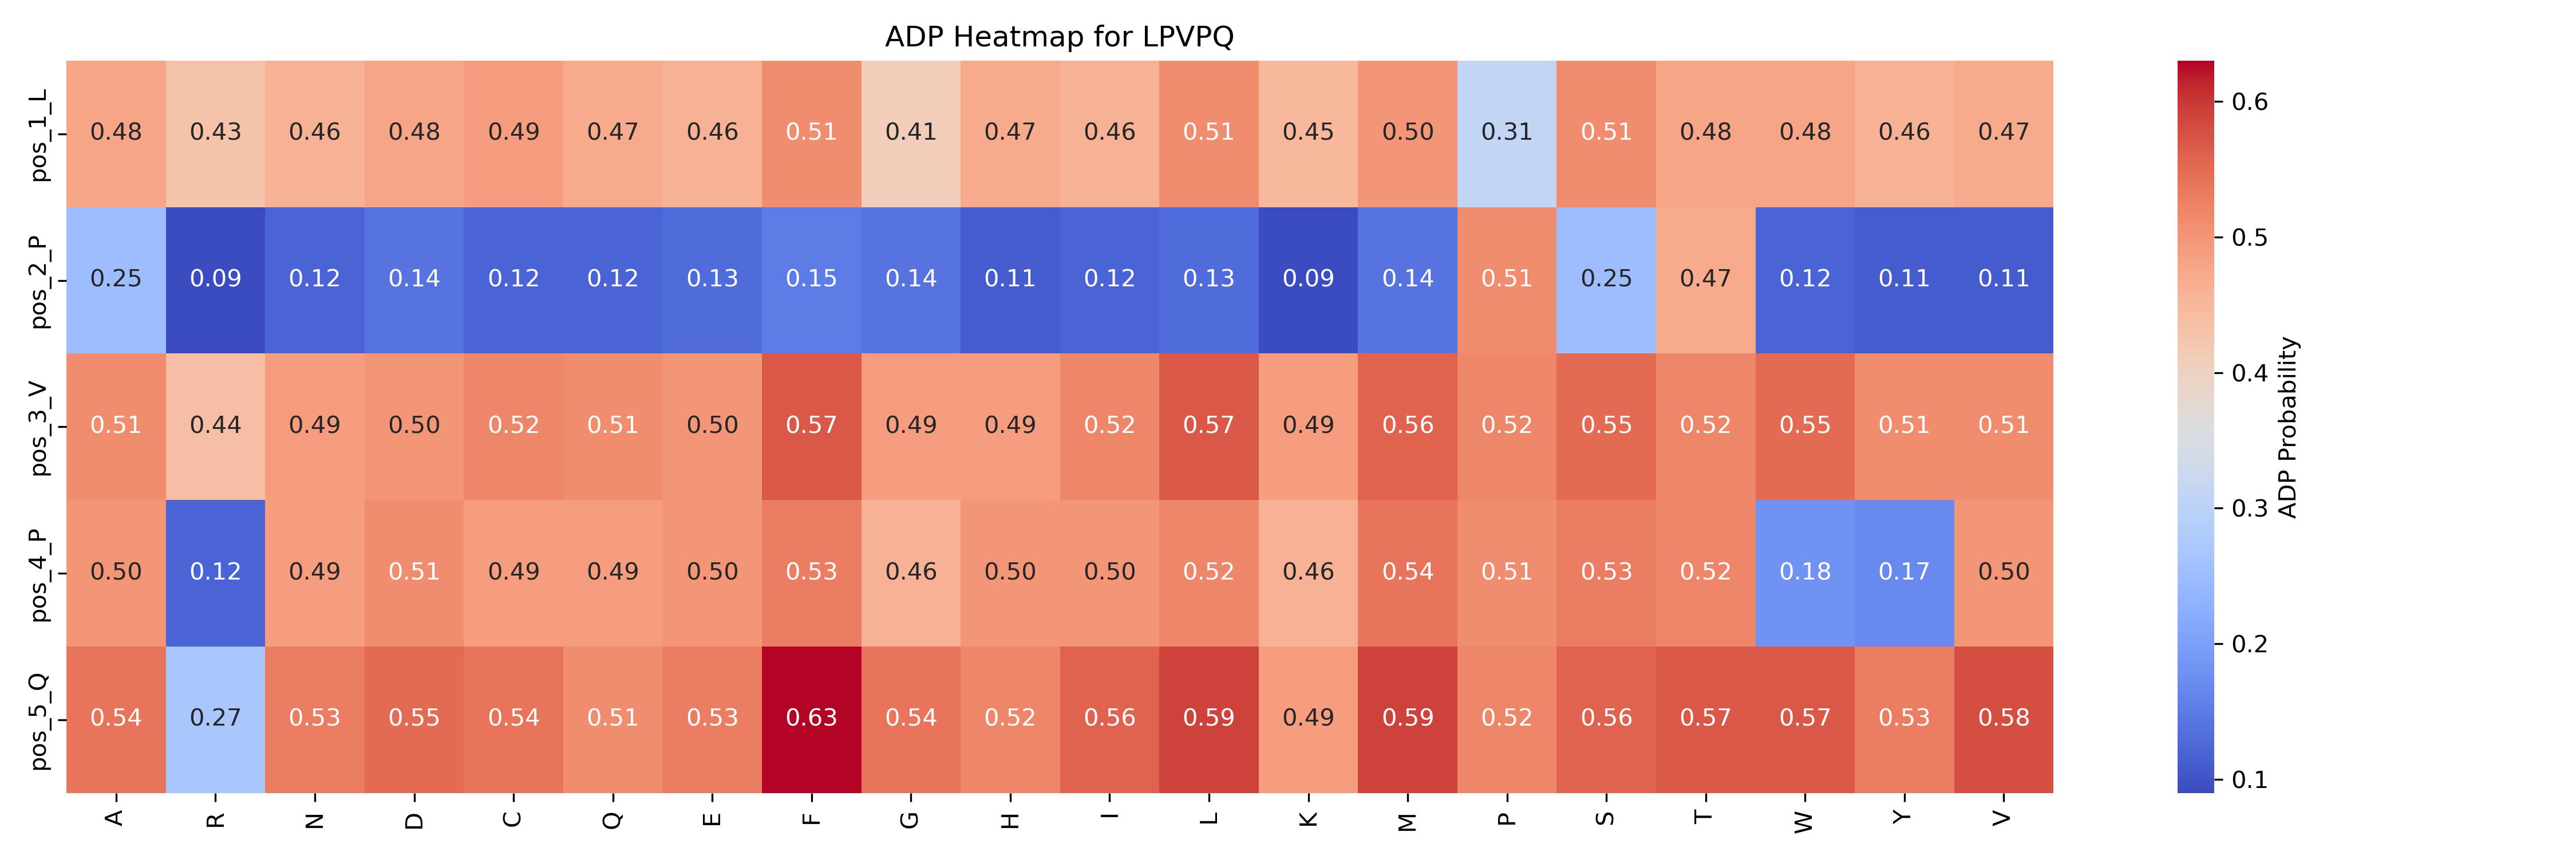 ADP Heatmap for LPVPQ
pos_1_L 0.48 0.43 0.46 0.48 0.49 0.47 0.46 0.51 0.41 0.47 0.46 0.51 0.45 0.50 0.31 0.51 0.48 0.48 0.46 0.47
pos_2_P 0.25 0.09 0.12 0.14 0.12 0.12 0.13 0.15 0.14 0.11 0.12 0.13 0.09 0.14 0.51 0.25 0.47 0.12 0.11 0.11
pos_3_V 0.51 0.44 0.49 0.50 0.52 0.51 0.50 0.57 0.49 0.49 0.52 0.57 0.49 0.56 0.52 0.55 0.52 0.55 0.51 0.51
pos_4_P 0.50 0.12 0.49 0.51 0.49 0.49 0.50 0.53 0.46 0.50 0.50 0.52 0.46 0.54 0.51 0.53 0.52 0.18 0.17 0.50
pos_5_Q 0.54 0.27 0.53 0.55 0.54 0.51 0.53 0.63 0.54 0.52 0.56 0.59 0.49 0.59 0.52 0.56 0.57 0.57 0.53 0.58
A R N D C Q E F G H I L K M P S T W Y V
0.6
0.5
0.4
0.3
0.2
0.1
ADP Probability